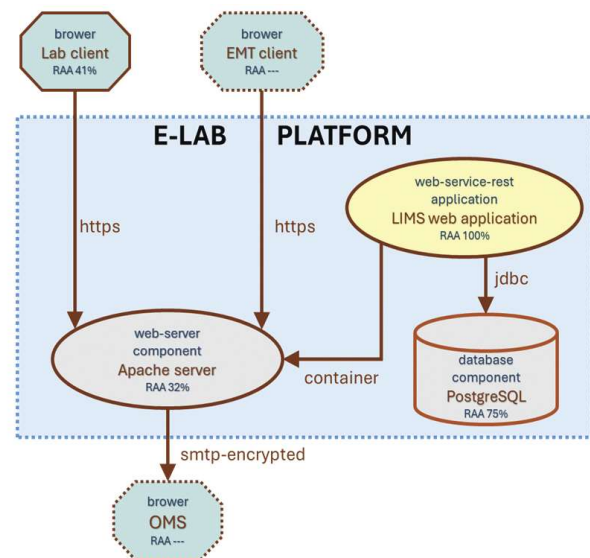 brower
Lab client
RAA 41%
brower
EMT client
RAA ---
E-LAB PLATFORM
web-service-rest
application
LIMS web application
RAA 100%
https
https
jdbc
web-server
component
Apache server
RAA 32%
container
database
component
PostgreSQL
RAA 75%
smtp-encrypted
brower
OMS
RAA ---